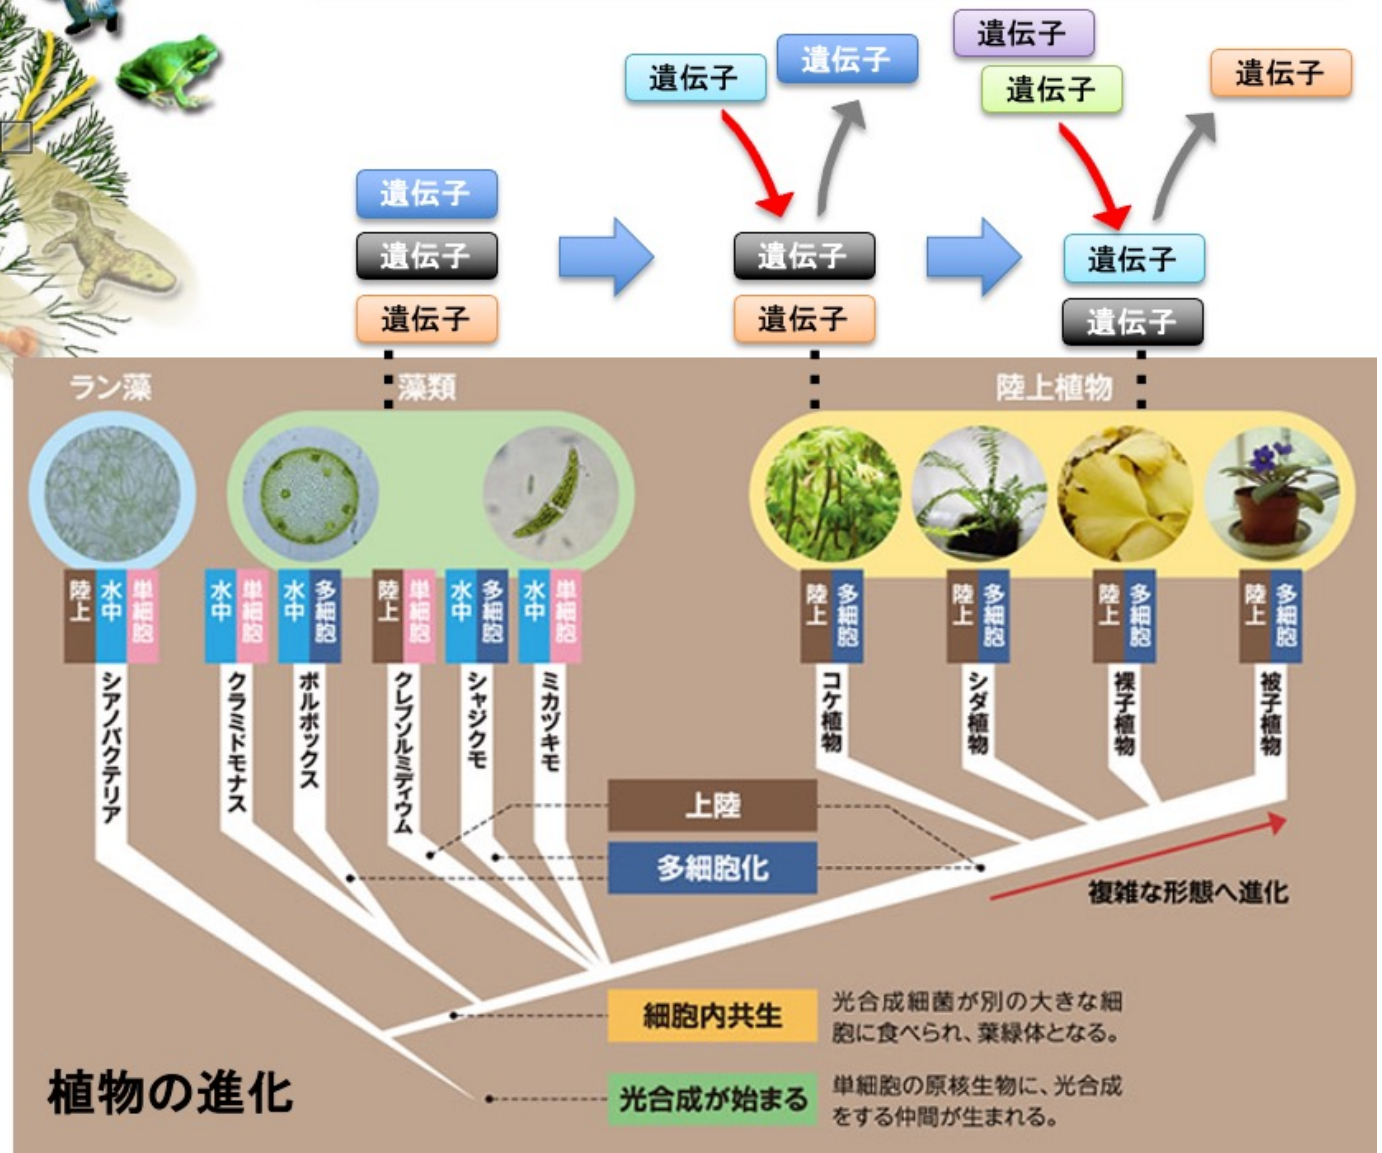 遺伝子
遺伝子
遺伝子
遺伝子
遺伝子
遺伝子
遺伝子
遺伝子
遺伝子
遺伝子
遺伝子
遺伝子
ラン藻
藻類
陸上植物
陸上
水中
単細胞
水中
単細胞
水中
多細胞
陸上
単細胞
水中
多細胞
水中
単細胞
陸上
多細胞
陸上
多細胞
陸上
多細胞
陸上
多細胞
シアノバクテリア
クラミドモナス
ボルボックス
クレブソルミディウム
シャジクモ
ミカヅキモ
コケ植物
シダ植物
裸子植物
被子植物
上陸
多細胞化
複雑な形態へ進化
細胞内共生
光合成細菌が別の大きな細
胞に食べられ、葉緑体となる。
光合成が始まる
単細胞の原核生物に、光合成
をする仲間が生まれる。
植物の進化